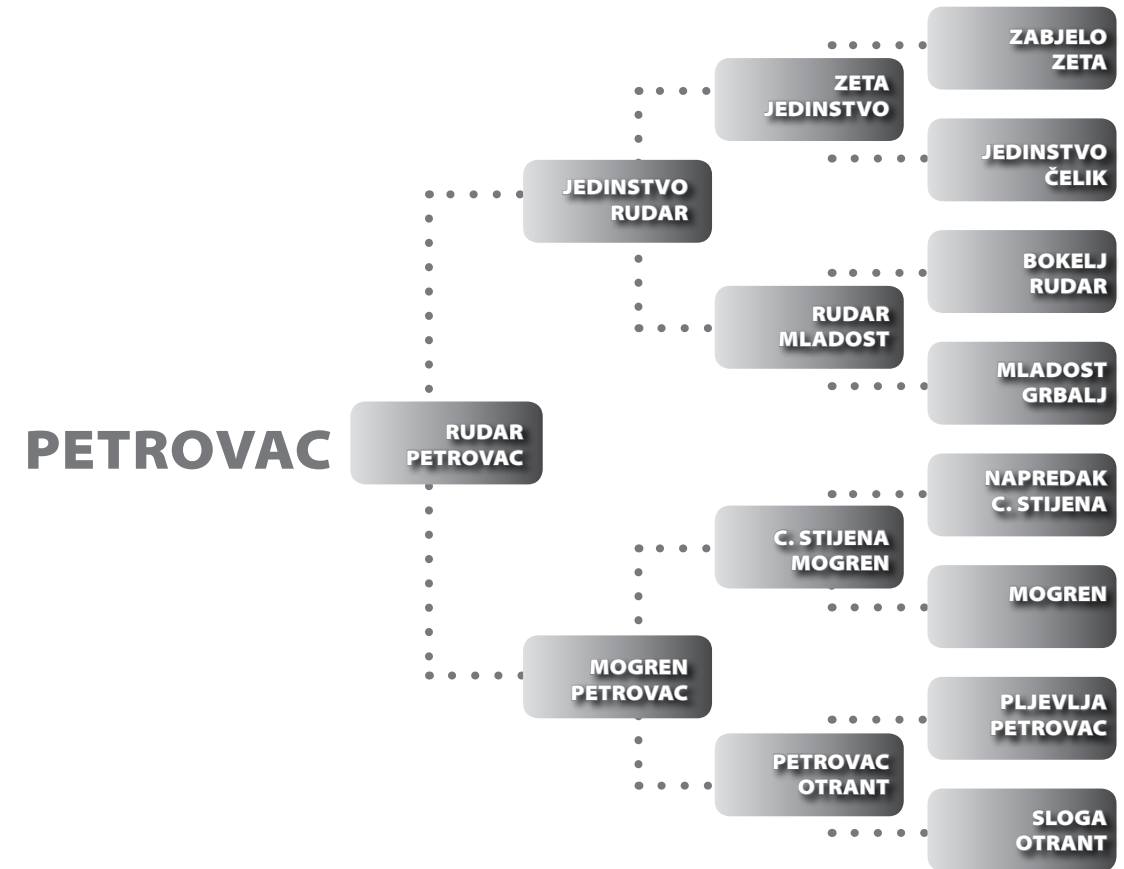 ZABJELO
ZETA
ZETA
JEDINSTVO
JEDINSTVO
ČELIK
JEDINSTVO
RUDAR
BOKELJ
RUDAR
RUDAR
MLADOST
MLADOST
GRBALJ
PETROVAC
RUDAR
PETROVAC
NAPREDAK
C. STIJENA
C. STIJENA
MOGREN
MOGREN
MOGREN
PETROVAC
PLJEVLJA
PETROVAC
PETROVAC
OTRANT
SLOGA
OTRANT